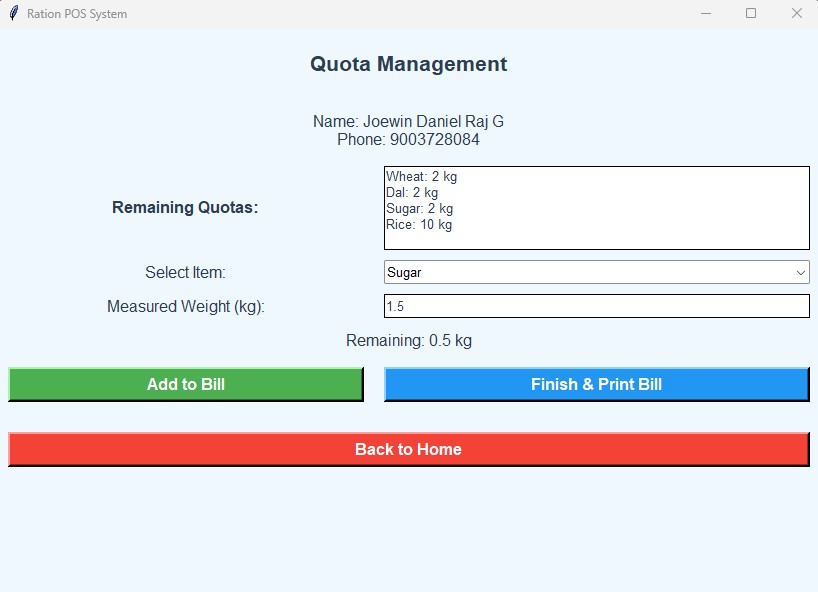 Ration POS System
Quota Management
Name: Joewin Daniel Raj G
Phone: 9003728084
Remaining Quotas:
Wheat: 2 kg
Dal: 2 kg
Sugar: 2 kg
Rice: 10 kg
Select Item:
Sugar
Measured Weight (kg):
1.5
Remaining: 0.5 kg
Add to Bill
Finish & Print Bill
Back to Home